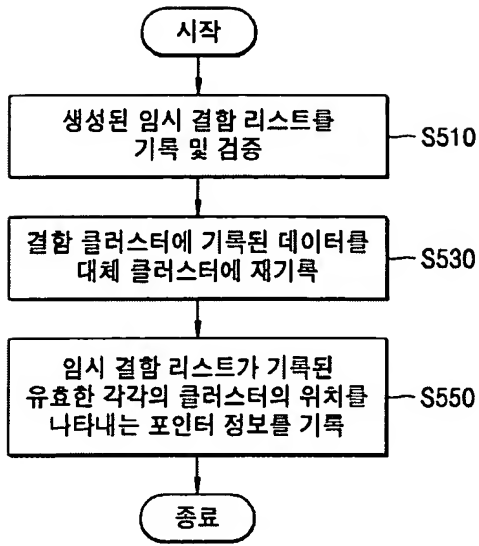 시작
생성된 임시 결함 리스트를
기록 및 검증
S510
결함 클러스터에 기록된 데이터를
대체 클러스터에 재기록
S530
임시 결함 리스트가 기록된
유효한 각각의 클러스터의 위치를
나타내는 포인터 정보를 기록
S550
종료